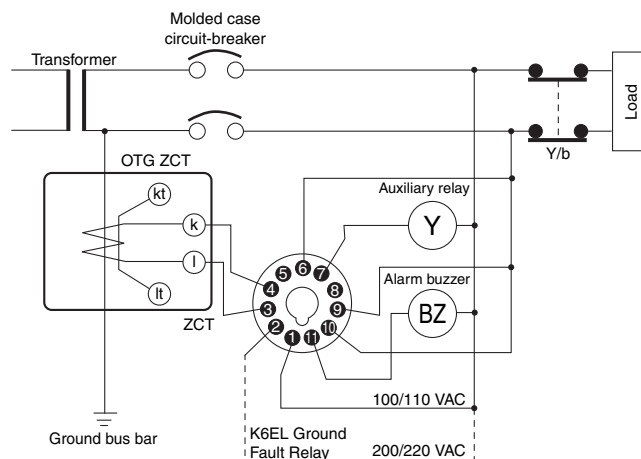 Molded case
circuit-breaker
Transformer
OTG ZCT
kt
k
l
lt
ZCT
Auxiliary relay
Y
Alarm buzzer
BZ
Y/b
Load
6
5
7
4
8
3
9
2
10
1
11
100/110 VAC
Ground bus bar
K6EL Ground
Fault Relay
200/220 VAC